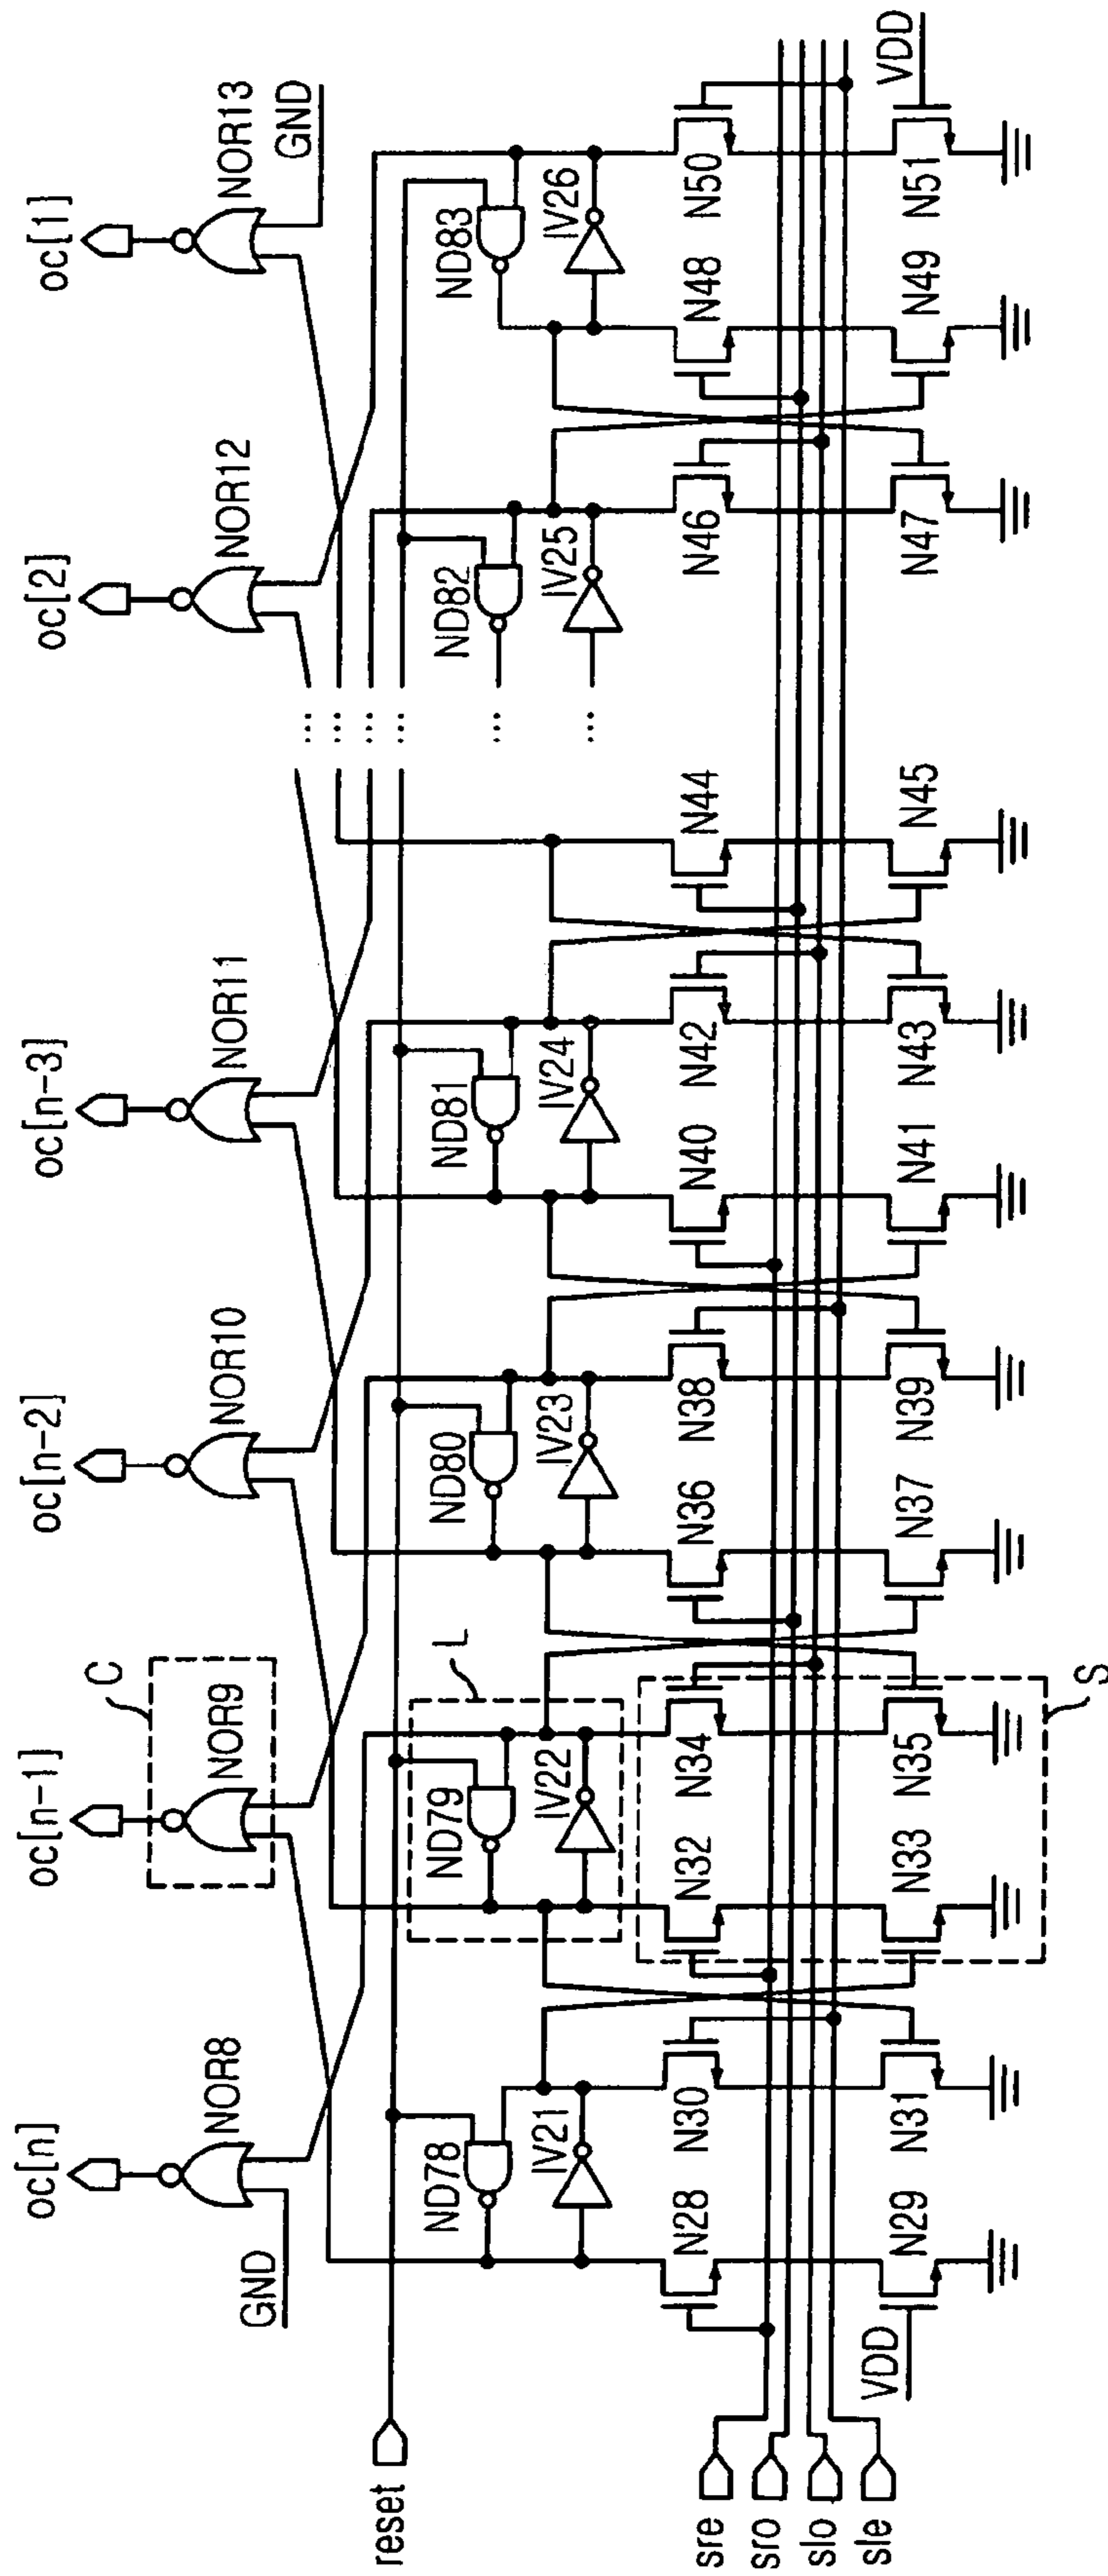 oc[n]
oc[n-1]
oc[n-2]
oc[n-3]
oc[2]
oc[1]
C
NOR8
NOR9
NOR10
NOR11
NOR12
NOR13
GND
GND
... ...
... ...
... ...
... ...
reset
L
ND78
ND79
ND80
ND81
ND82
ND83
IV21
IV22
IV23
IV24
IV25
IV26
N28
N30
N32
N34
N36
N38
N40
N42
N44
N46
N48
N50
sre
sro
slo
sle
VDD
VDD
N29
N31
N33
N35
N37
N39
N41
N43
N45
N47
N49
N51
S